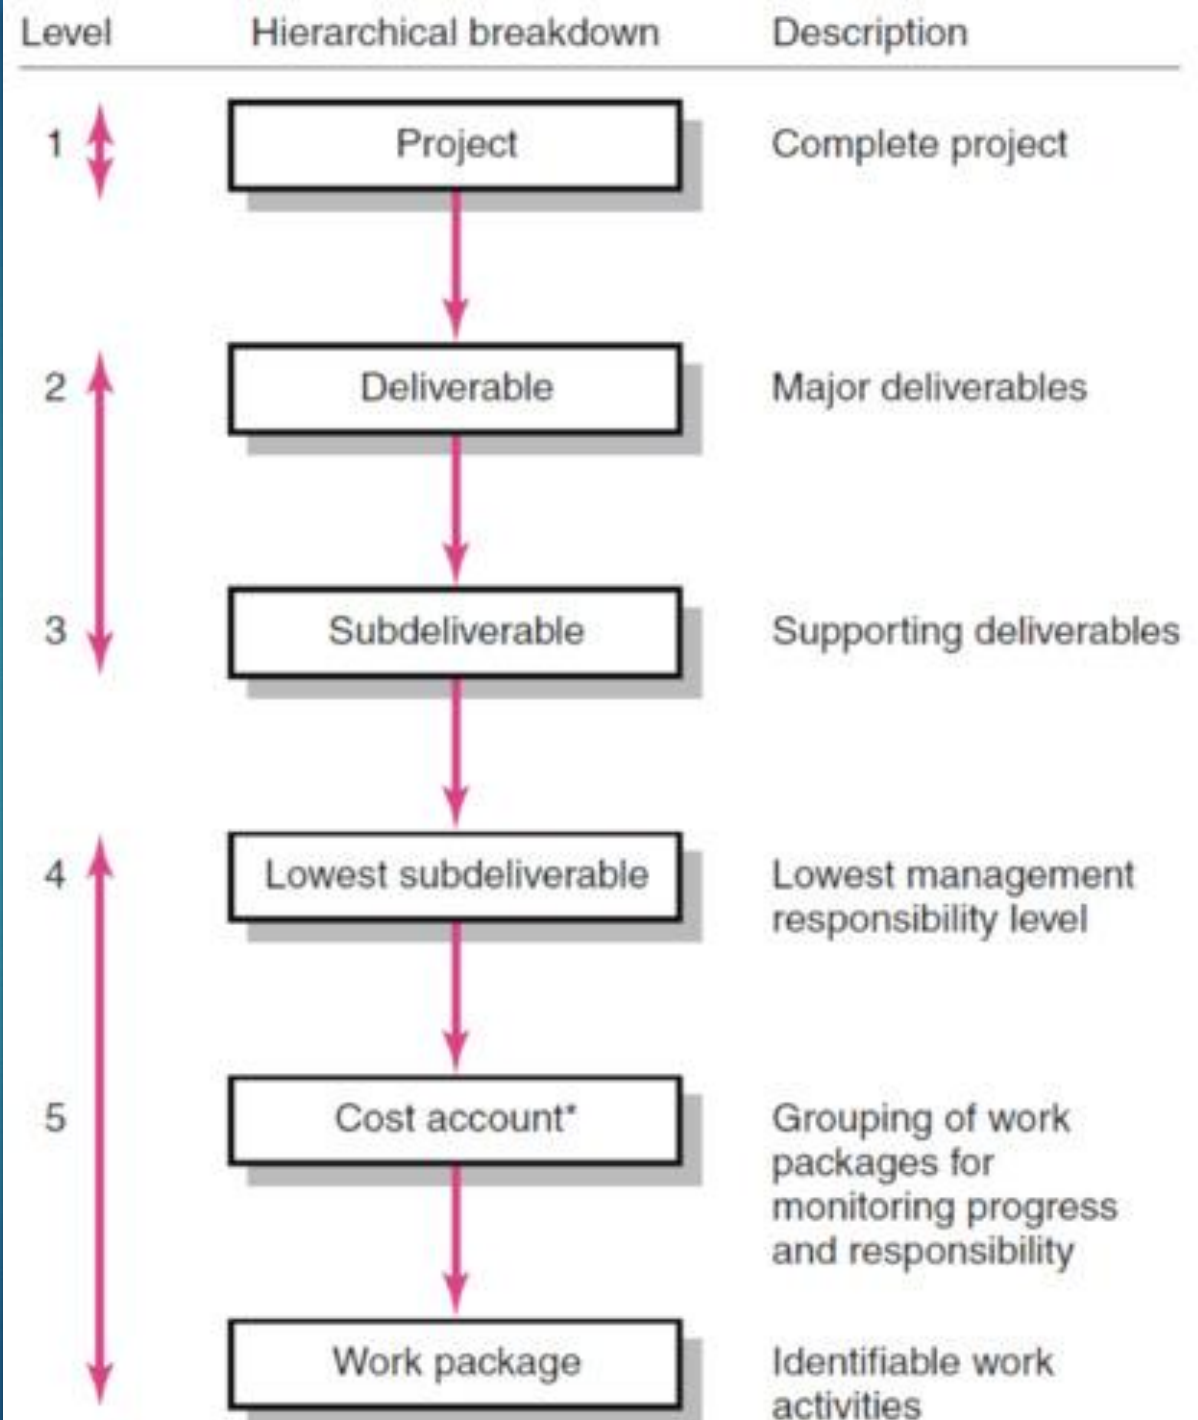 Level Hierarchical breakdown Description
1 Project Complete project
2 Deliverable Major deliverables
3 Subdeliverable Supporting deliverables
4 Lowest subdeliverable Lowest management
responsibility level
5 Cost account* Grouping of work
packages for
monitoring progress
and responsibility
Work package Identifiable work
activities